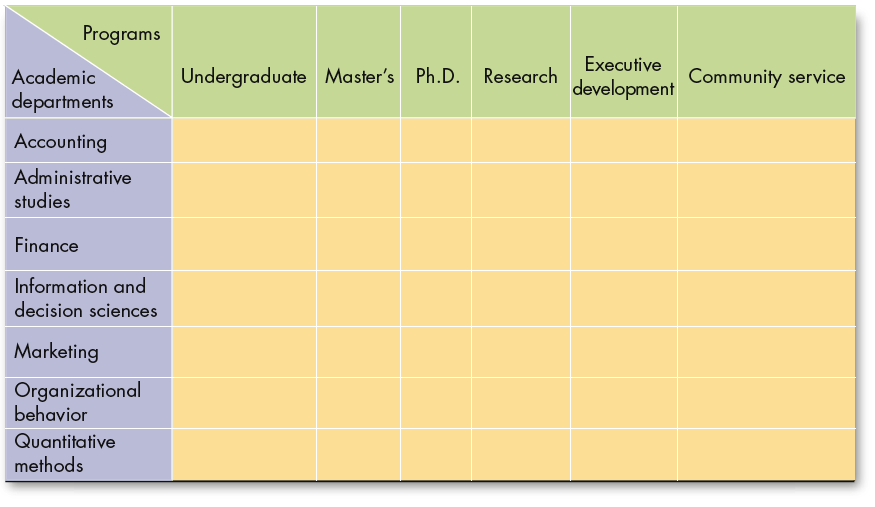 Programs
Academic
departments
Undergraduate
Master’s
Ph.D.
Research
Executive
development
Community service
Accounting
Administrative
studies
Finance
Information and
decision sciences
Marketing
Organizational
behavior
Quantitative
methods